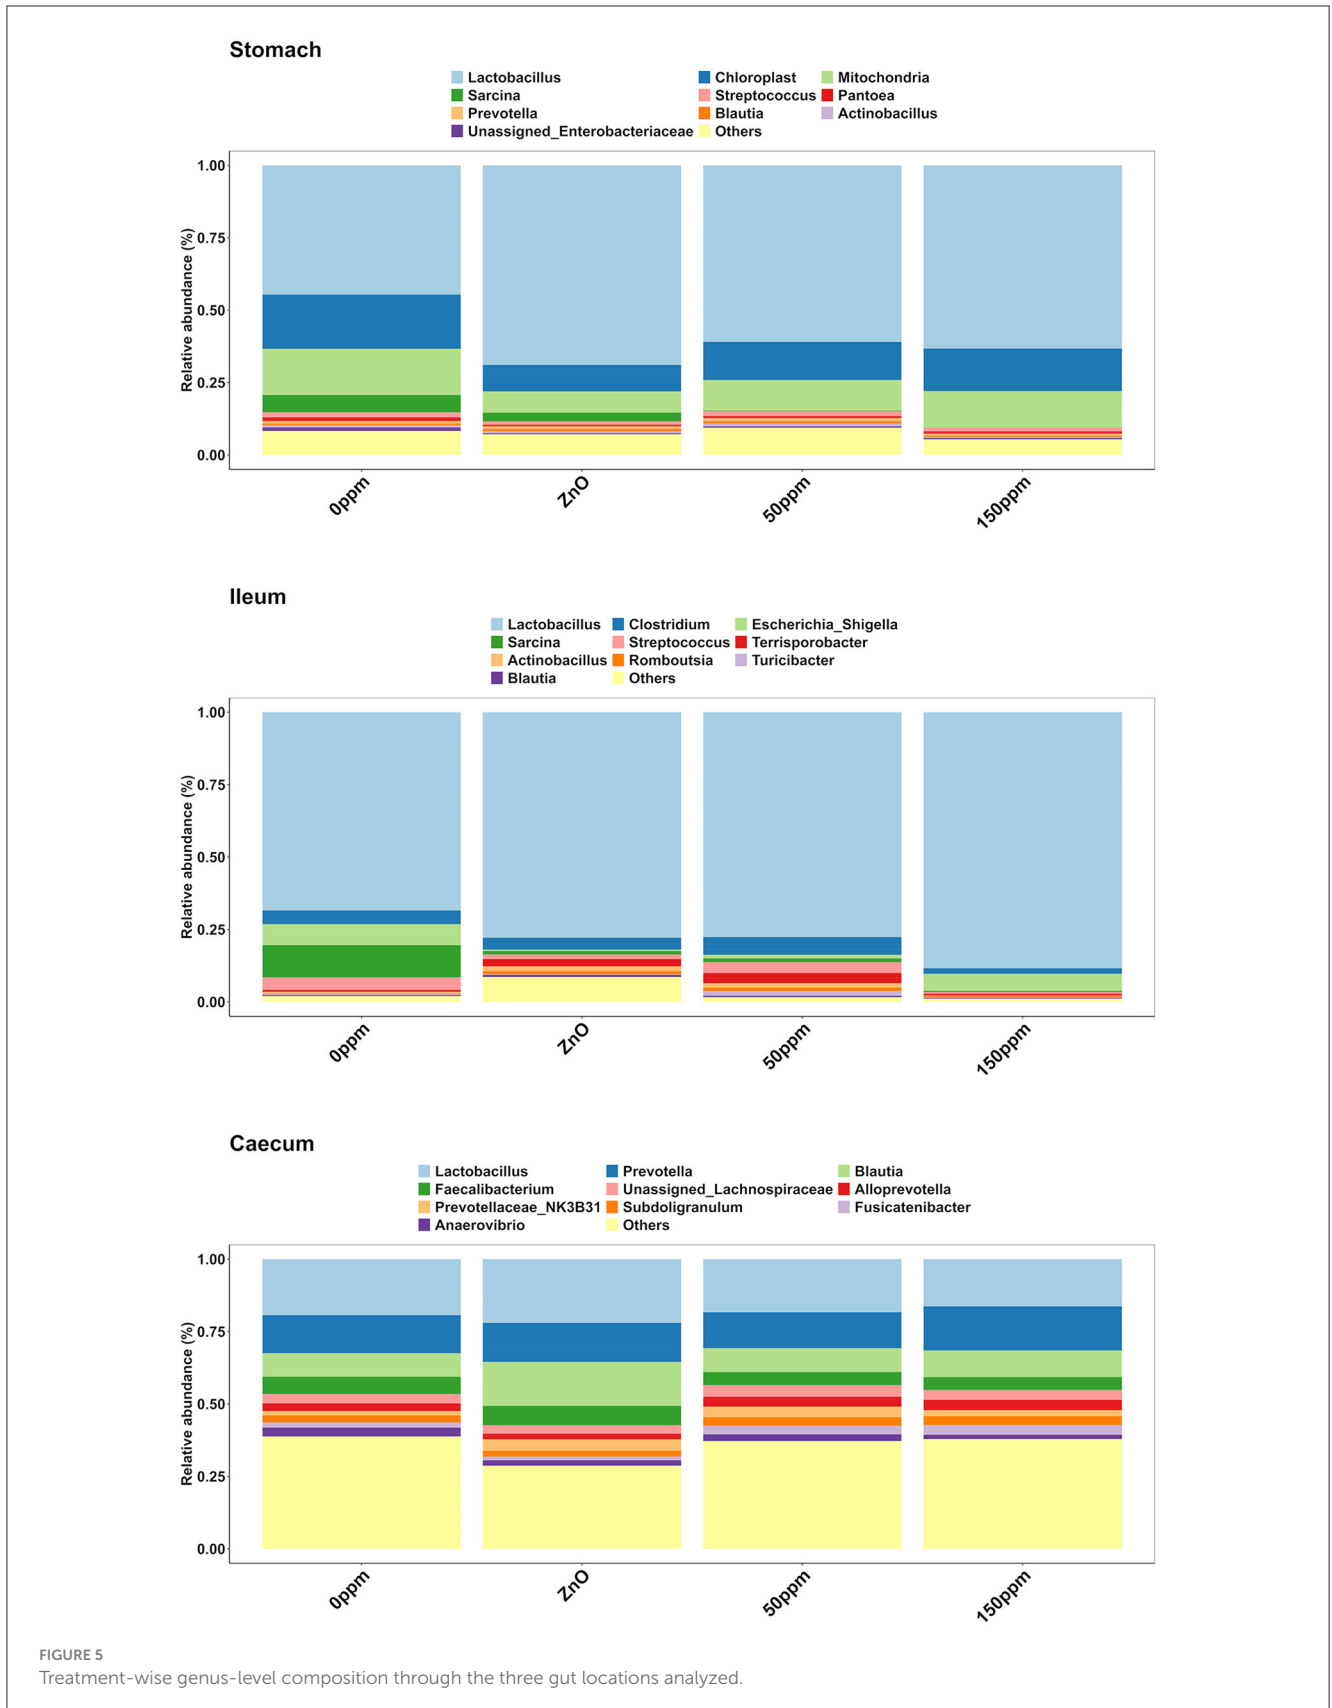 Stomach
Lactobacillus Chloroplast Mitochondria
Sarcina Streptococcus Pantoea
Prevotella Blautia Actinobacillus
Unassigned_Enterobacteriaceae Others
Relative abundance (%)
1.00
0.75
0.50
0.25
0.00
0ppm ZnO 50ppm 150ppm
Ileum
Lactobacillus Clostridium Escherichia_Shigella
Sarcina Streptococcus Terrisporobacter
Actinobacillus Romboutsia Turicibacter
Blautia Others
Relative abundance (%)
1.00
0.75
0.50
0.25
0.00
0ppm ZnO 50ppm 150ppm
Caecum
Lactobacillus Prevotella Blautia
Faecalibacterium Unassigned_Lachnospiraceae Alloprevotella
Prevotellaceae_NK3B31 Subdoligranulum Fusicatenibacter
Anaerovibrio Others
Relative abundance (%)
1.00
0.75
0.50
0.25
0.00
0ppm ZnO 50ppm 150ppm
FIGURE 5
Treatment-wise genus-level composition through the three gut locations analyzed.